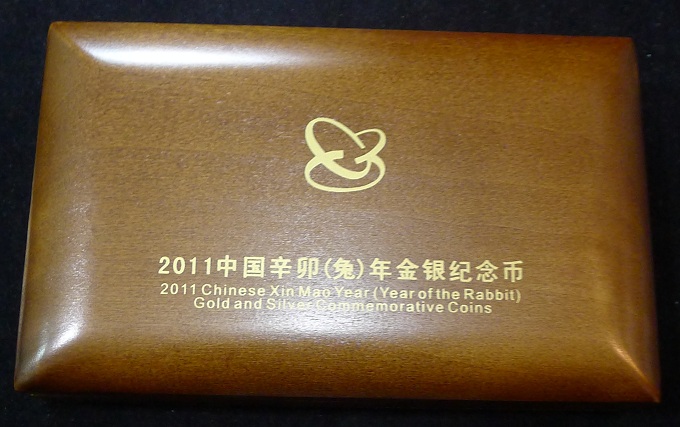 2011中国辛卯(兔)年金银纪念币
2011 Chinese Xin Mao Year (Year of the Rabbit)
Gold and Silver Commemorative Coins